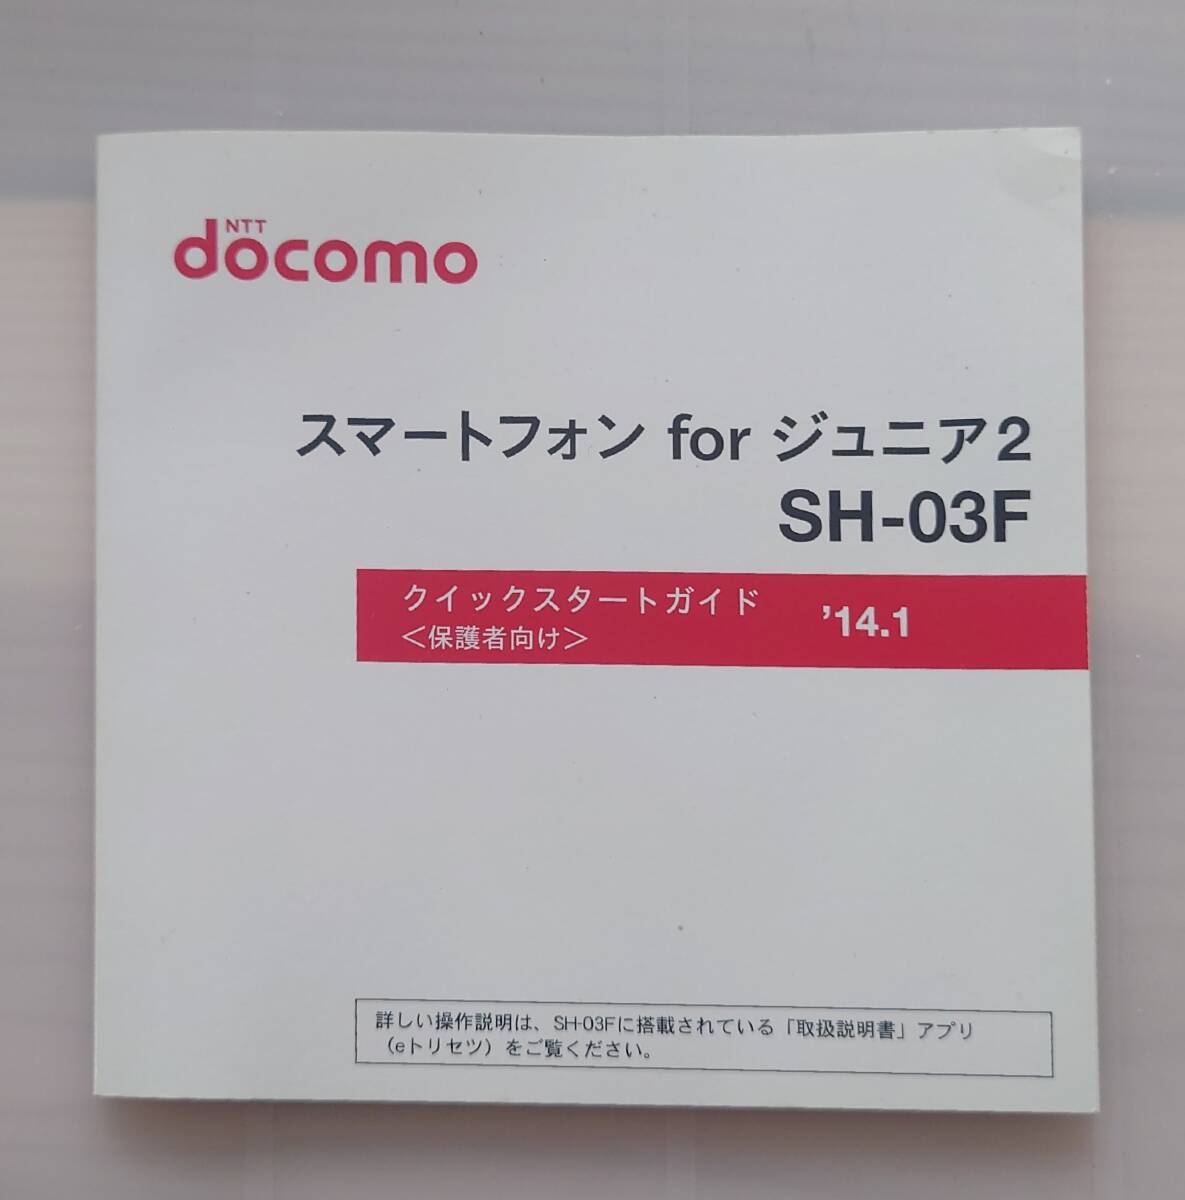 NTT
docomo
スマートフォン for ジュニア2
SH-03F
クイックスタートガイド
＜保護者向け＞
’14.1
詳しい操作説明は、SH-03Fに搭載されている「取扱説明書」アプリ
（eトリセツ）をご覧ください。